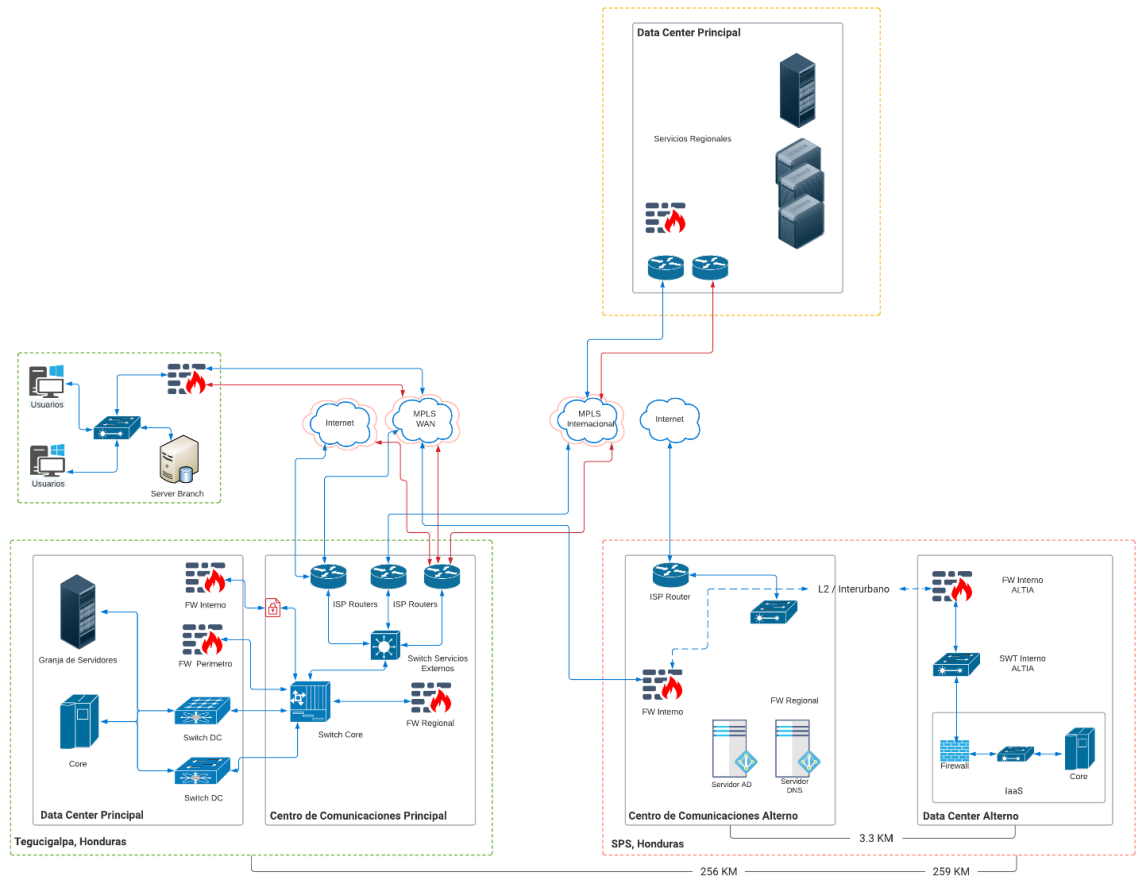 Data Center Principal
Servicios Regionales
Usuarios
Usuarios
Server Branch
Internet
MPLS
WAN
MPLS
Internacional
Internet
FW Interno
Granja de Servidores
FW Perimetro
Core
Switch DC
Switch DC
Data Center Principal
ISP Routers
ISP Routers
Switch Servicios
Externos
Switch Core
FW Regional
Centro de Comunicaciones Principal
Tegucigalpa, Honduras
ISP Router
L2 / Interurbano
FW Interno
FW Regional
Servidor AD
Servidor
DNS
Centro de Comunicaciones Alterno
FW Interno
ALTIA
SWT Interno
ALTIA
Firewall
Core
IaaS
Data Center Alterno
SPS, Honduras
3.3 KM
256 KM
259 KM